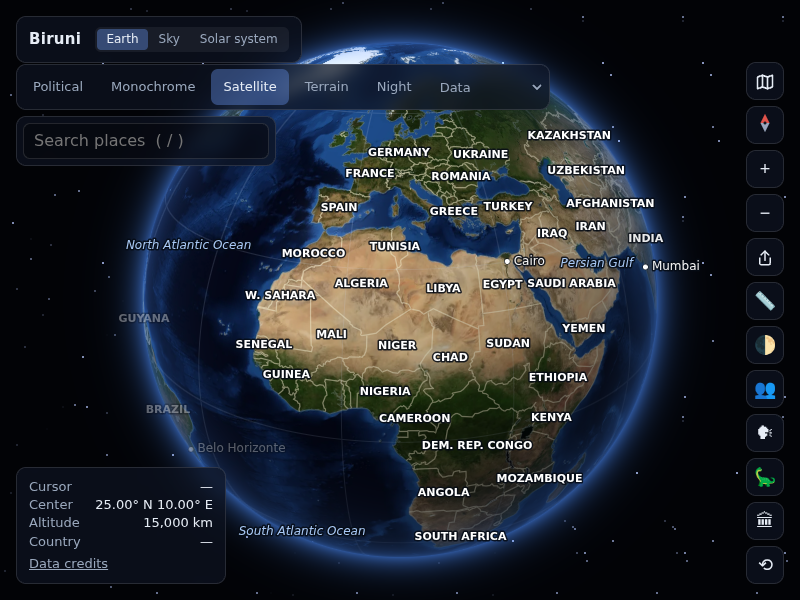 Biruni
Earth
Sky
Solar system
Political
Monochrome
Satellite
Terrain
Night
Data
Search places ( / )
KAZAKHSTAN
GERMANY
UKRAINE
FRANCE
ROMANIA
UZBEKISTAN
SPAIN
GREECE
TURKEY
AFGHANISTAN
IRAQ
IRAN
INDIA
North Atlantic Ocean
MOROCCO
TUNISIA
Cairo
Persian Gulf
Mumbai
W. SAHARA
ALGERIA
LIBYA
EGYPT
SAUDI ARABIA
GUYANA
MALI
YEMEN
SENEGAL
NIGER
CHAD
SUDAN
GUINEA
NIGERIA
ETHIOPIA
BRAZIL
CAMEROON
KENYA
Belo Horizonte
DEM. REP. CONGO
ANGOLA
MOZAMBIQUE
South Atlantic Ocean
SOUTH AFRICA
+
−
Cursor —
Center 25.00° N 10.00° E
Altitude 15,000 km
Country —
Data credits